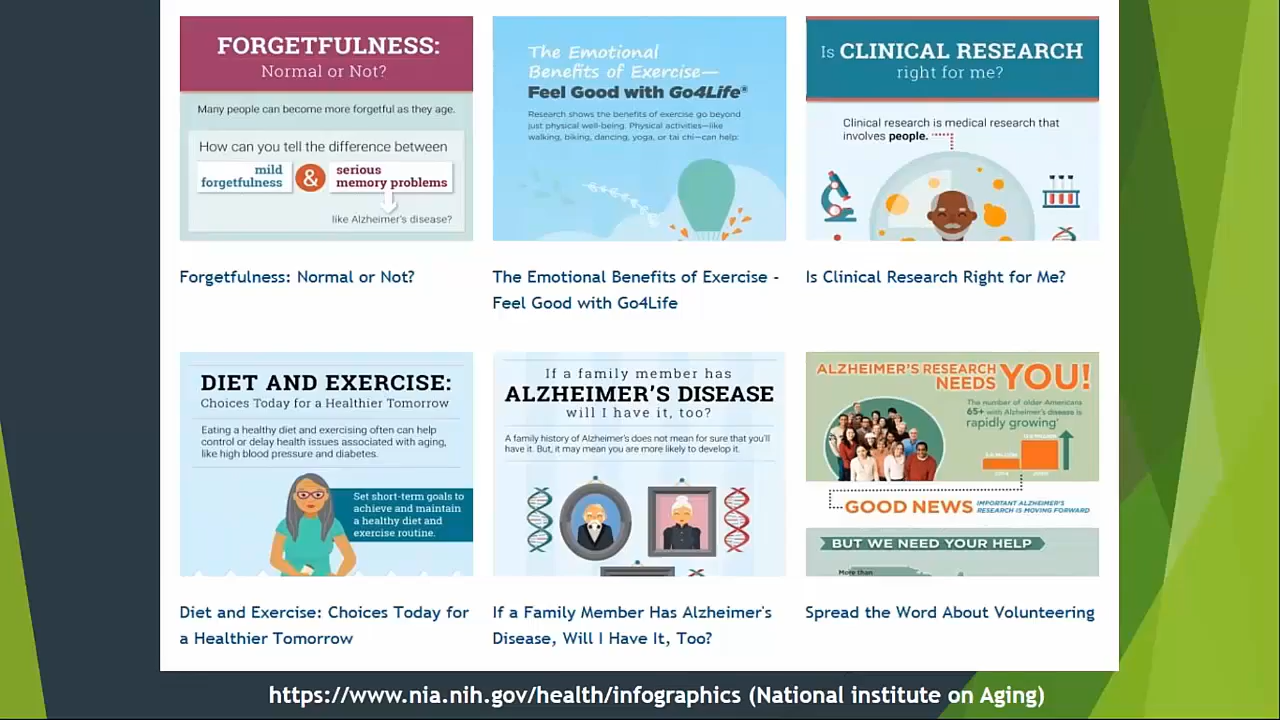 FORGETFULNESS:
Normal or Not?
Many people can become more forgetful as they age.
How can you tell the difference between
mild
forgetfulness
&
serious
memory problems
like Alzheimer's disease?
Forgetfulness: Normal or Not?
The Emotional
Benefits of Exercise—
Feel Good with Go4Life®
Research shows the benefits of exercise go beyond
just physical well-being. Physical activities—like
walking, biking, dancing, yoga, or tai chi—can help:
The Emotional Benefits of Exercise -
Feel Good with Go4Life
Is CLINICAL RESEARCH
right for me?
Clinical research is medical research that
involves people.
Is Clinical Research Right for Me?
DIET AND EXERCISE:
Choices Today for a Healthier Tomorrow
Eating a healthy diet and exercising often can help
control or delay health issues associated with aging,
like high blood pressure and diabetes.
Set short-term goals to
achieve and maintain
a healthy diet and
exercise routine.
Diet and Exercise: Choices Today for
a Healthier Tomorrow
If a family member has
ALZHEIMER'S DISEASE
will I have it, too?
A family history of Alzheimer's does not mean for sure that you'll
have it. But, it may mean you are more likely to develop it.
If a Family Member Has Alzheimer's
Disease, Will I Have It, Too?
ALZHEIMER'S RESEARCH
NEEDS YOU!
The number of older Americans
65+ with Alzheimer's disease is
rapidly growing
GOOD NEWS
IMPORTANT ALZHEIMER'S
RESEARCH IS MOVING FORWARD
BUT WE NEED YOUR HELP
More than
Spread the Word About Volunteering
https://www.nia.nih.gov/health/infographics (National institute on Aging)